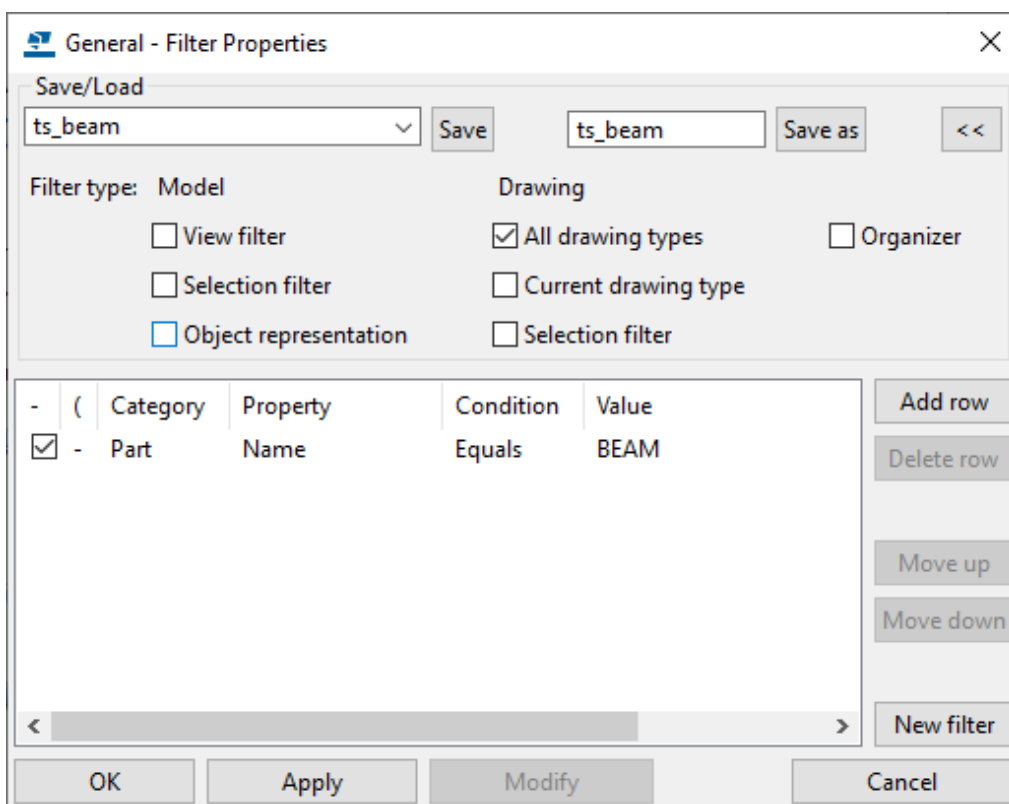 General - Filter Properties
Save/Load
ts_beam Save ts_beam Save as <<
Filter type: Model Drawing
View filter All drawing types Organizer
Selection filter Current drawing type
Object representation Selection filter
- ( Category Property Condition Value Add row
- Part Name Equals BEAM
Delete row
Move up
Move down
New filter
OK Apply Modify Cancel